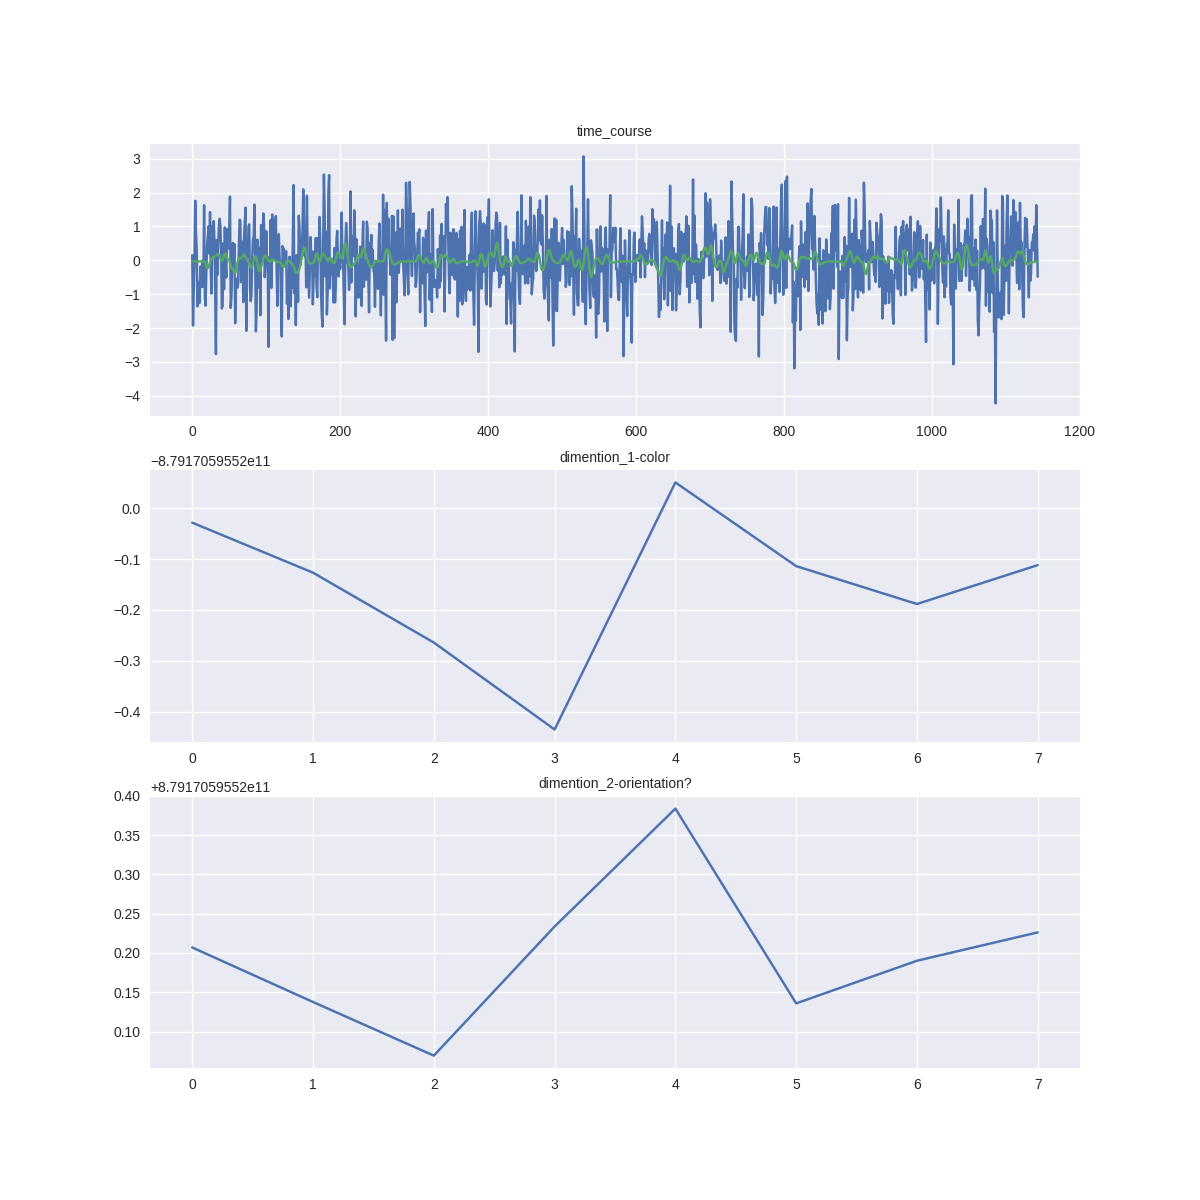 time_course
3
2
1
0
−1
−2
−3
−4
0 200 400 600 800 1000 1200
−8.7917059552e11
dimention_1-color
0.0
−0.1
−0.2
−0.3
−0.4
0 1 2 3 4 5 6 7
+8.7917059552e11
dimention_2-orientation?
0.40
0.35
0.30
0.25
0.20
0.15
0.10
0 1 2 3 4 5 6 7